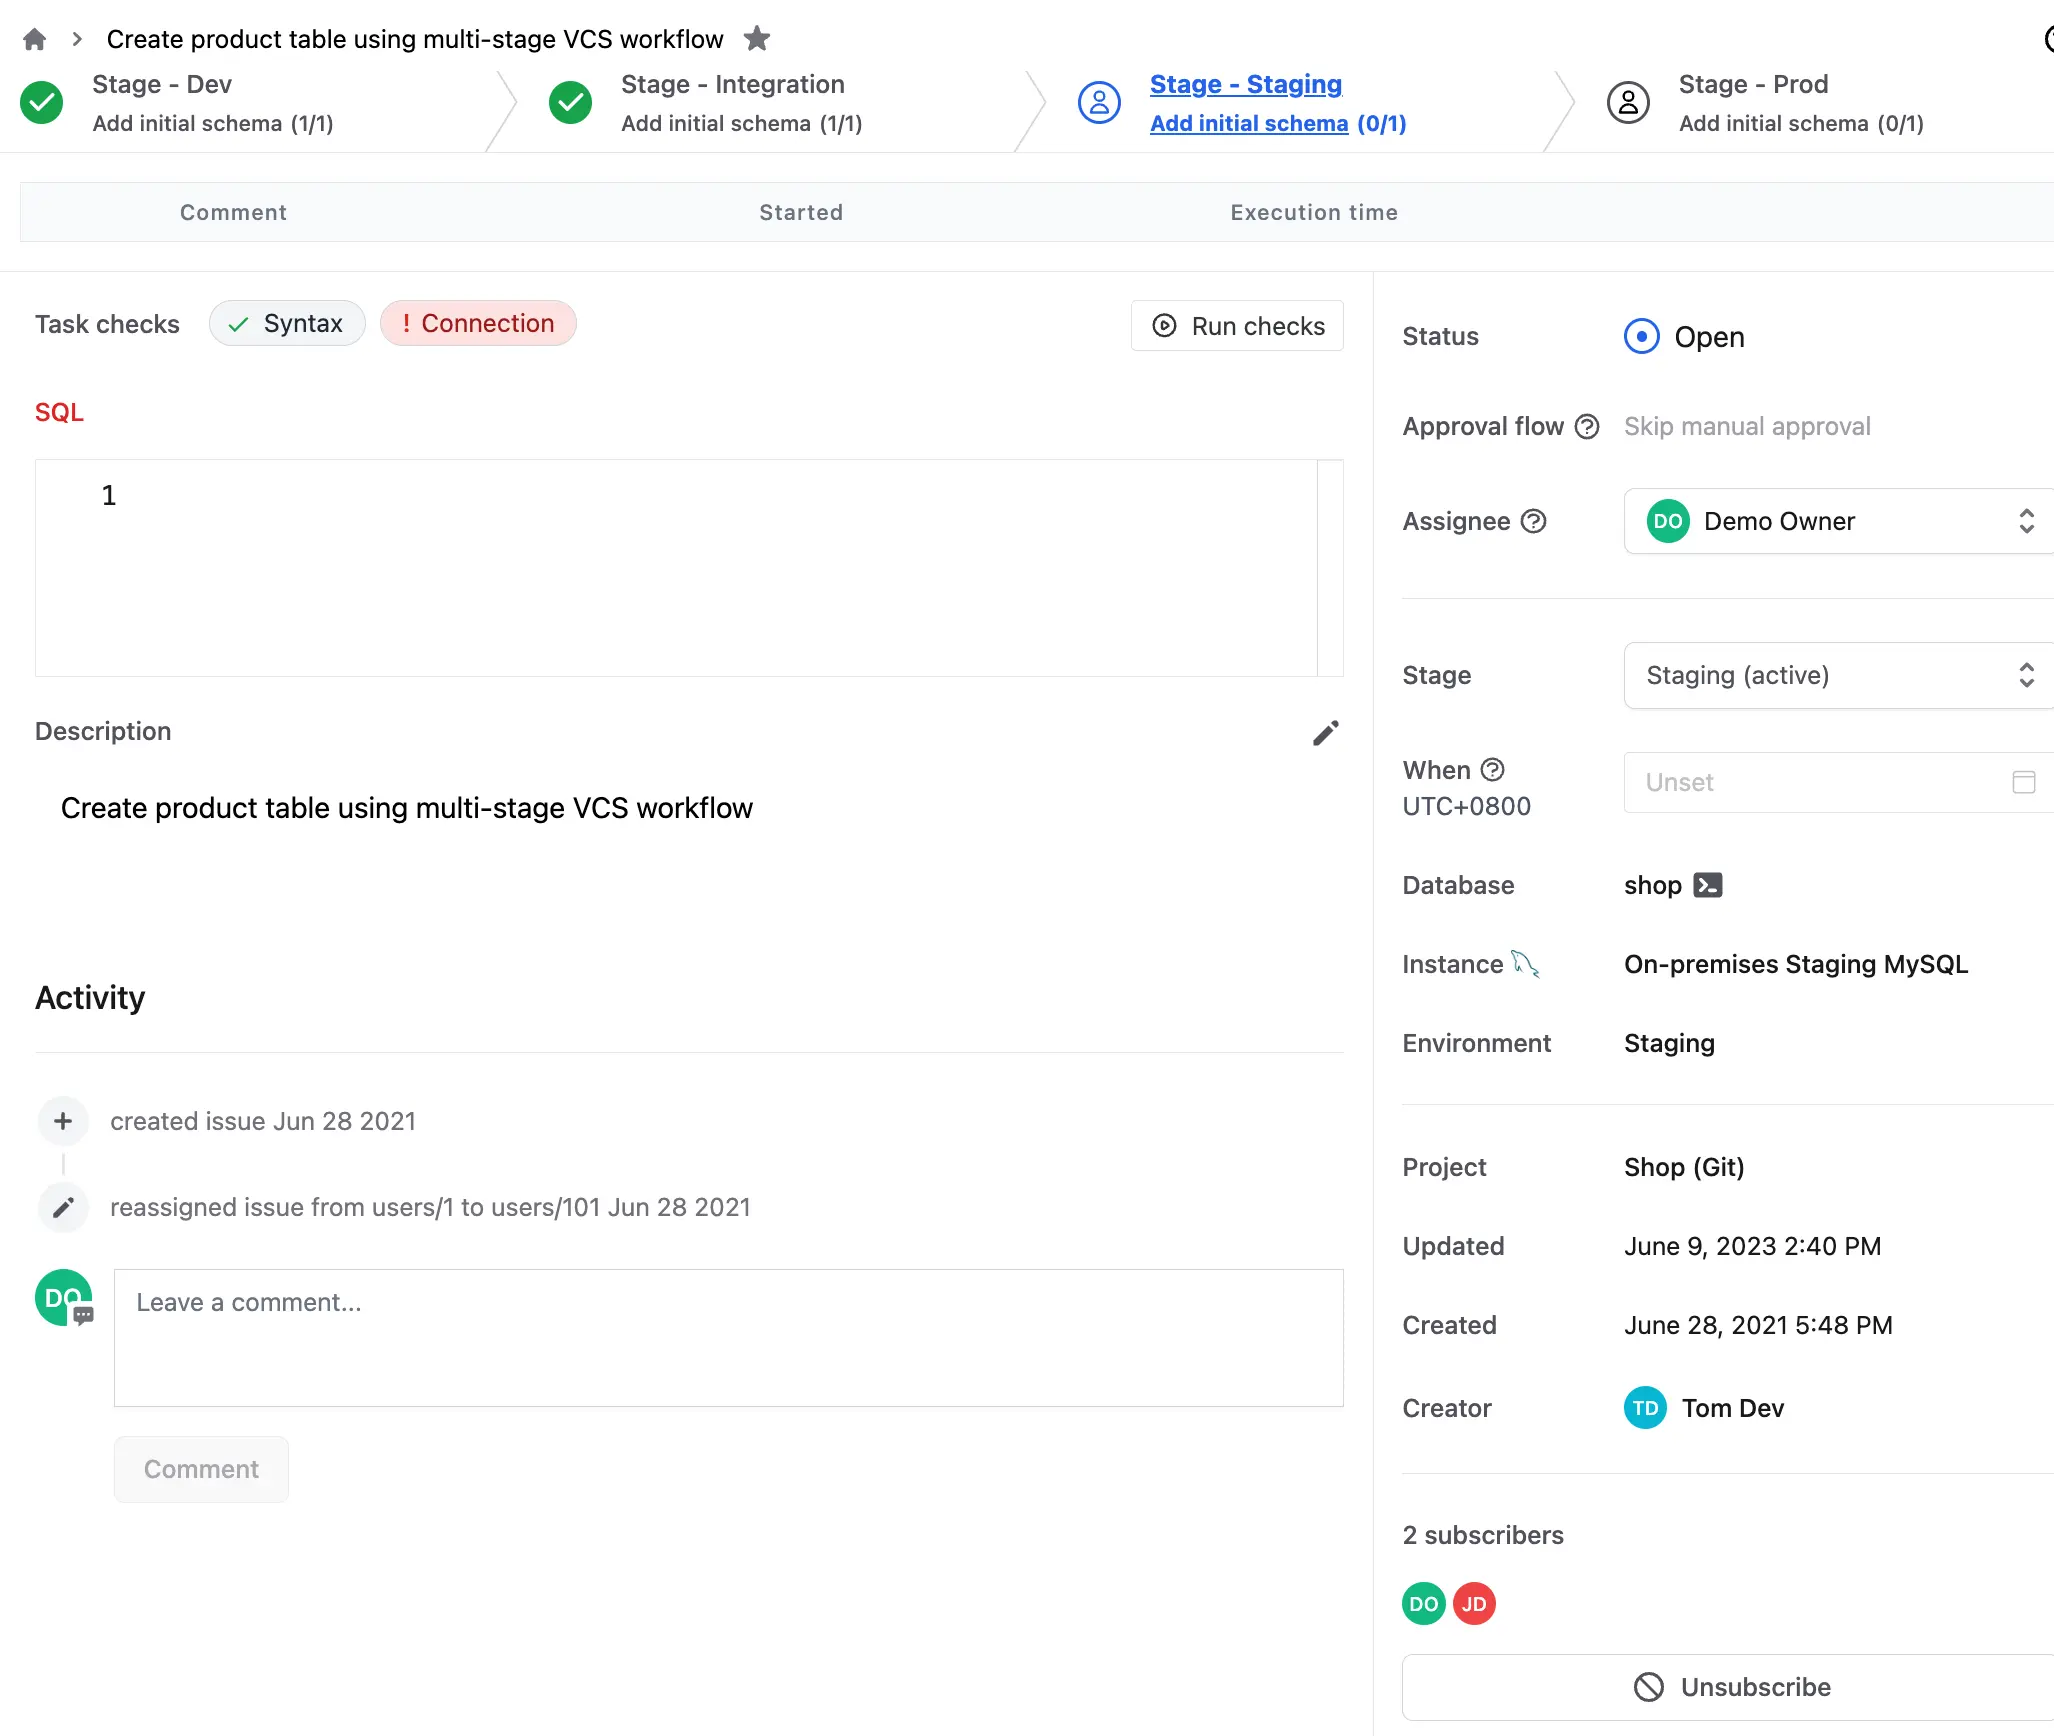 Create product table using multi-stage VCS workflow
Stage - Dev
Add initial schema (1/1)
Stage - Integration
Add initial schema (1/1)
Stage - Staging
Add initial schema (0/1)
Stage - Prod
Add initial schema (0/1)
Comment Started Execution time
Task checks Syntax ! Connection Run checks
SQL
1
Description
Create product table using multi-stage VCS workflow
Activity
created issue Jun 28 2021
reassigned issue from users/1 to users/101 Jun 28 2021
DO
Leave a comment...
Comment
Status Open
Approval flow Skip manual approval
Assignee DO Demo Owner
Stage Staging (active)
When Unset
UTC+0800
Database shop
Instance On-premises Staging MySQL
Environment Staging
Project Shop (Git)
Updated June 9, 2023 2:40 PM
Created June 28, 2021 5:48 PM
Creator TD Tom Dev
2 subscribers
DO JD
Unsubscribe